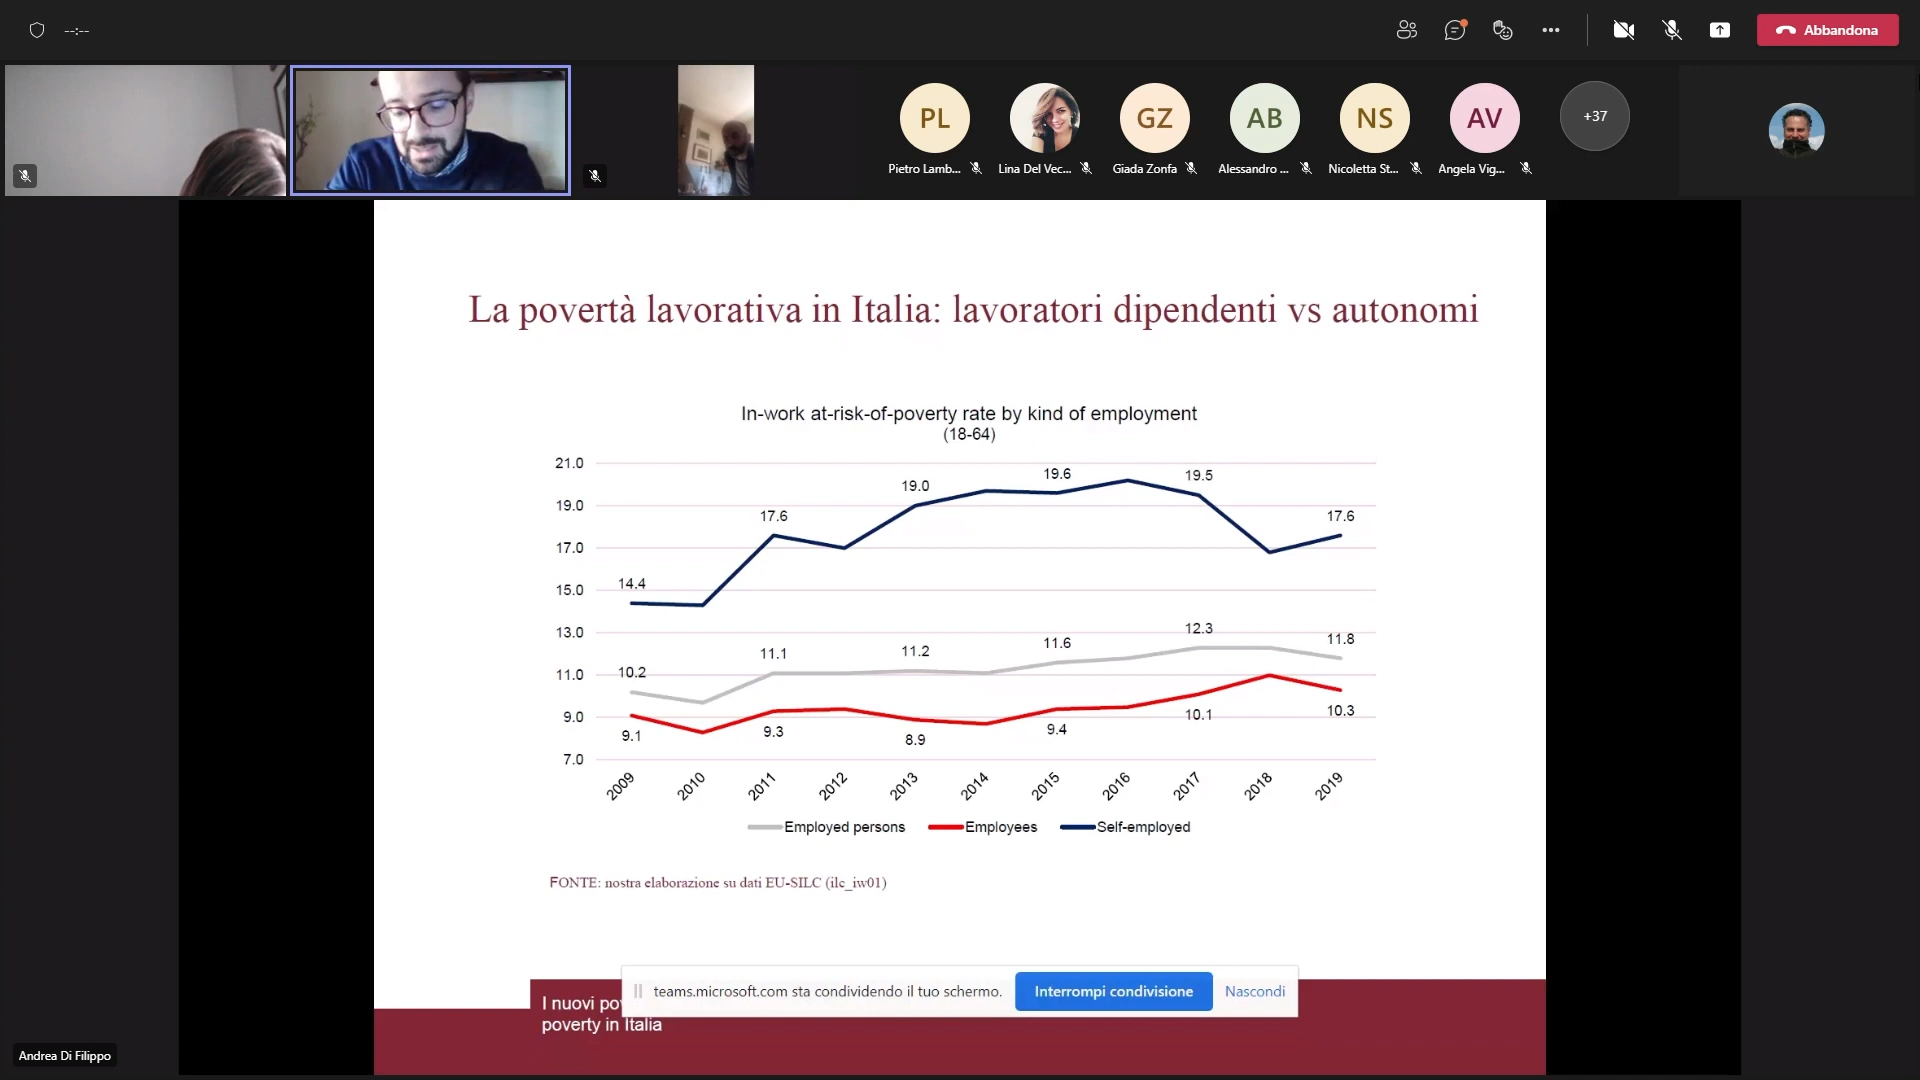 --:--
Abbandona
PL
GZ
AB
NS
AV
+37
Pietro Lamb...
Lina Del Vec...
Giada Zonfa
Alessandro ...
Nicoletta St...
Angela Vig...
La povertà lavorativa in Italia: lavoratori dipendenti vs autonomi
In-work at-risk-of-poverty rate by kind of employment
(18-64)
21.0
19.0
17.0
15.0
13.0
11.0
9.0
7.0
14.4
17.6
19.0
19.6
19.5
17.6
10.2
11.1
11.2
11.6
12.3
11.8
9.1
9.3
8.9
9.4
10.1
10.3
2009
2010
2011
2012
2013
2014
2015
2016
2017
2018
2019
Employed persons
Employees
Self-employed
FONTE: nostra elaborazione su dati EU-SILC (ilc_iw01)
teams.microsoft.com sta condividendo il tuo schermo.
Interrompi condivisione
Nascondi
I nuovi pov
poverty in Italia
Andrea Di Filippo